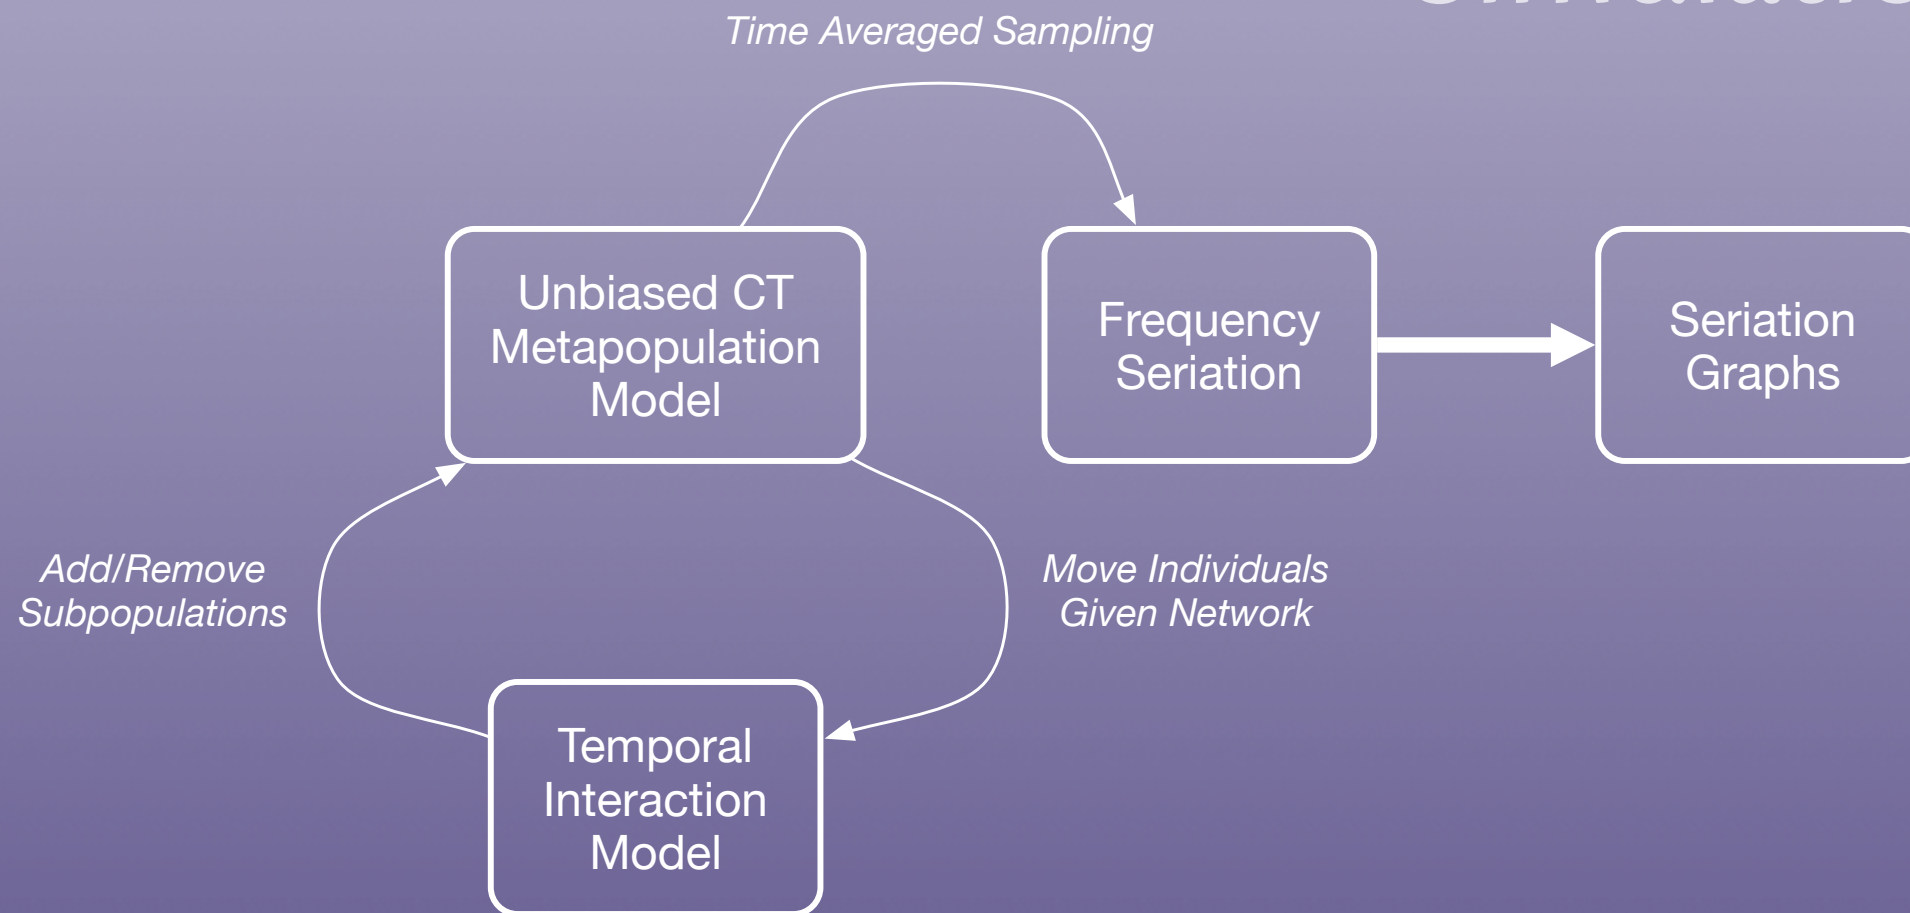 Time Averaged Sampling
Unbiased CT
Metapopulation
Model
Frequency
Seriation
Seriation
Graphs
Add/Remove
Subpopulations
Move Individuals
Given Network
Temporal
Interaction
Model